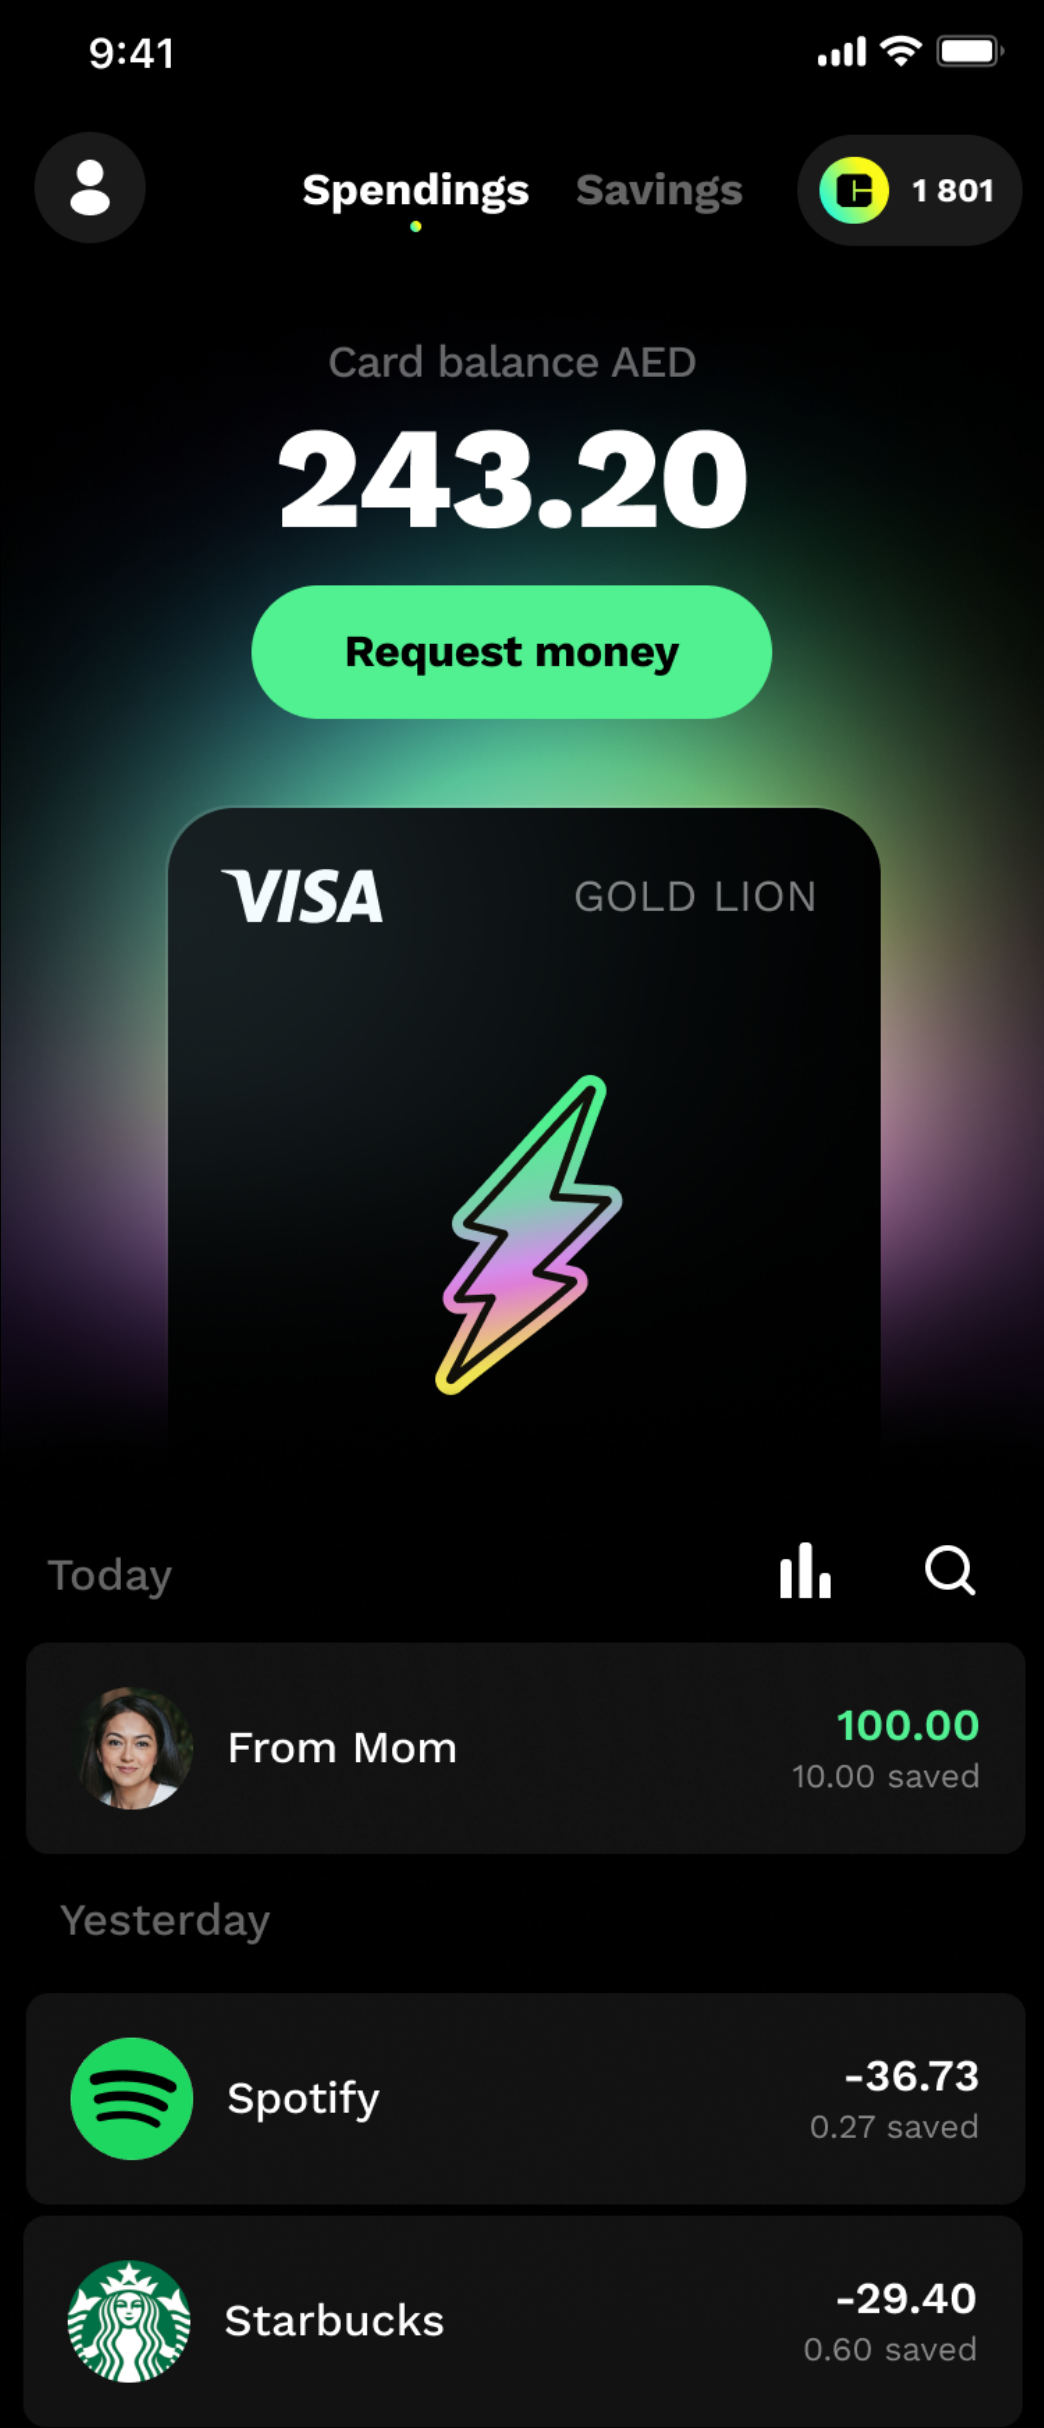 9:41
Spendings Savings 1 801
Card balance AED
243.20
Request money
VISA GOLD LION
Today
From Mom 100.00
10.00 saved
Yesterday
Spotify -36.73
0.27 saved
Starbucks -29.40
0.60 saved